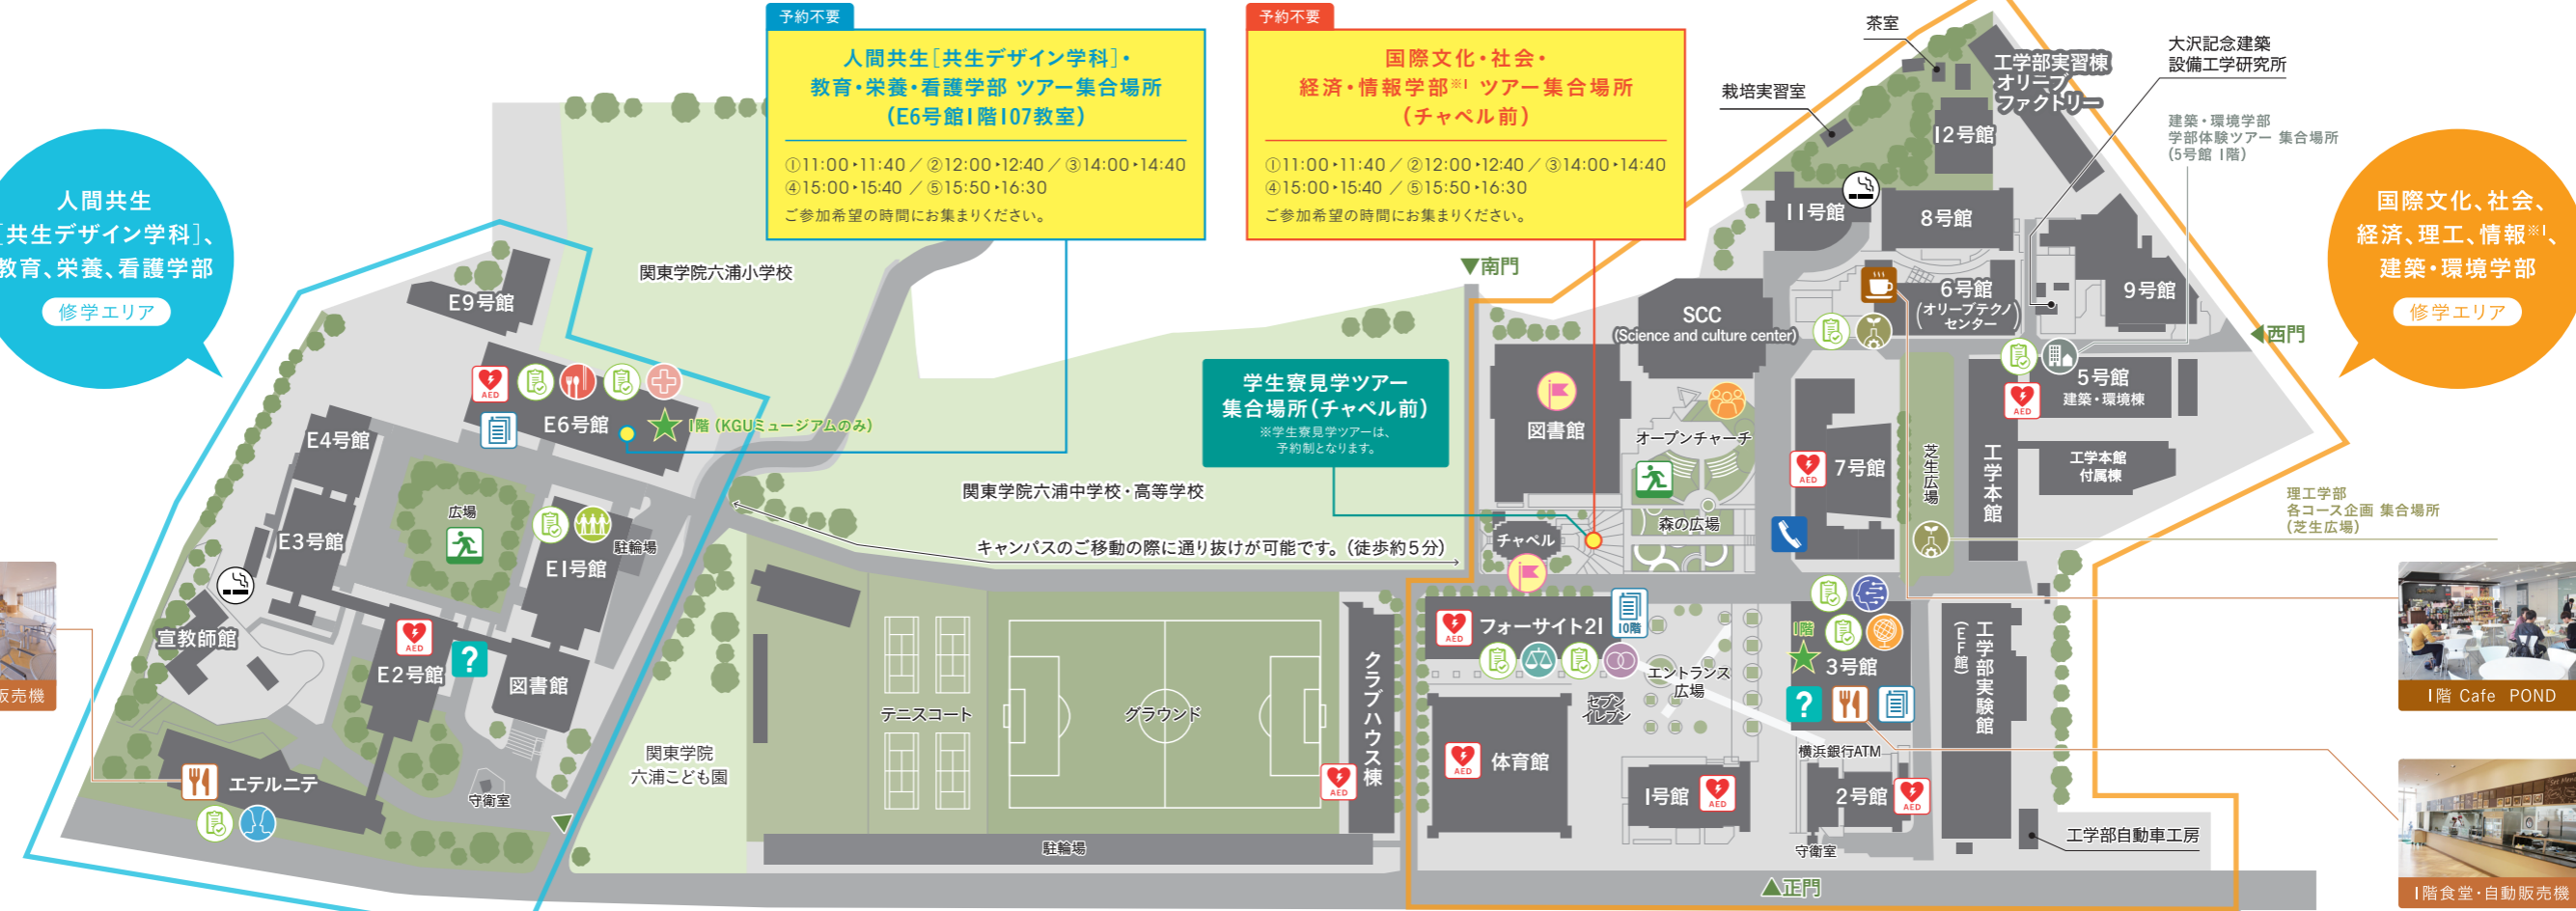 予約不要
人間共生[共生デザイン学科]・
教育・栄養・看護学部 ツアー集合場所
(E6号館1階107教室)
①11:00▸11:40 / ②12:00▸12:40 / ③14:00▸14:40
④15:00▸15:40 / ⑤15:50▸16:30
ご参加希望の時間にお集まりください。
予約不要
国際文化・社会・
経済・情報学部※1 ツアー集合場所
(チャペル前)
①11:00▸11:40 / ②12:00▸12:40 / ③14:00▸14:40
④15:00▸15:40 / ⑤15:50▸16:30
ご参加希望の時間にお集まりください。
人間共生
[共生デザイン学科]、
教育、栄養、看護学部
修学エリア
国際文化、社会、
経済、理工、情報※1、
建築・環境学部
修学エリア
茶室
栽培実習室
工学部実習棟
オリーブ
ファクトリー
大沢記念建築
設備工学研究所
建築・環境学部
学部体験ツアー 集合場所
(5号館 1階)
12号館
11号館
8号館
6号館
(オリーブテクノ
センター)
9号館
◀西門
▼南門
SCC
(Science and culture center)
関東学院六浦小学校
E9号館
AED
E6号館
1階 (KGUミュージアムのみ)
E4号館
広場
E3号館
E1号館
駐輪場
宣教師館
AED
E2号館
?
図書館
エテルニテ
守衛室
販売機
学生寮見学ツアー
集合場所(チャペル前)
※学生寮見学ツアーは、
予約制となります。
関東学院六浦中学校・高等学校
キャンパスのご移動の際に通り抜けが可能です。(徒歩約5分)
関東学院
六浦こども園
テニスコート
グラウンド
クラブハウス棟
AED
駐輪場
図書館
オープンチャーチ
森の広場
チャペル
AED
7号館
芝生広場
工学本館
5号館
建築・環境棟
AED
工学本館
付属棟
理工学部
各コース企画 集合場所
(芝生広場)
AED
フォーサイト21
10階
エントランス
広場
セブン
イレブン
AED
体育館
1号館
AED
1階
3号館
?
横浜銀行ATM
2号館
AED
守衛室
工学部実験館
(EF館)
工学部自動車工房
▲正門
1階 Cafe POND
1階食堂・自動販売機